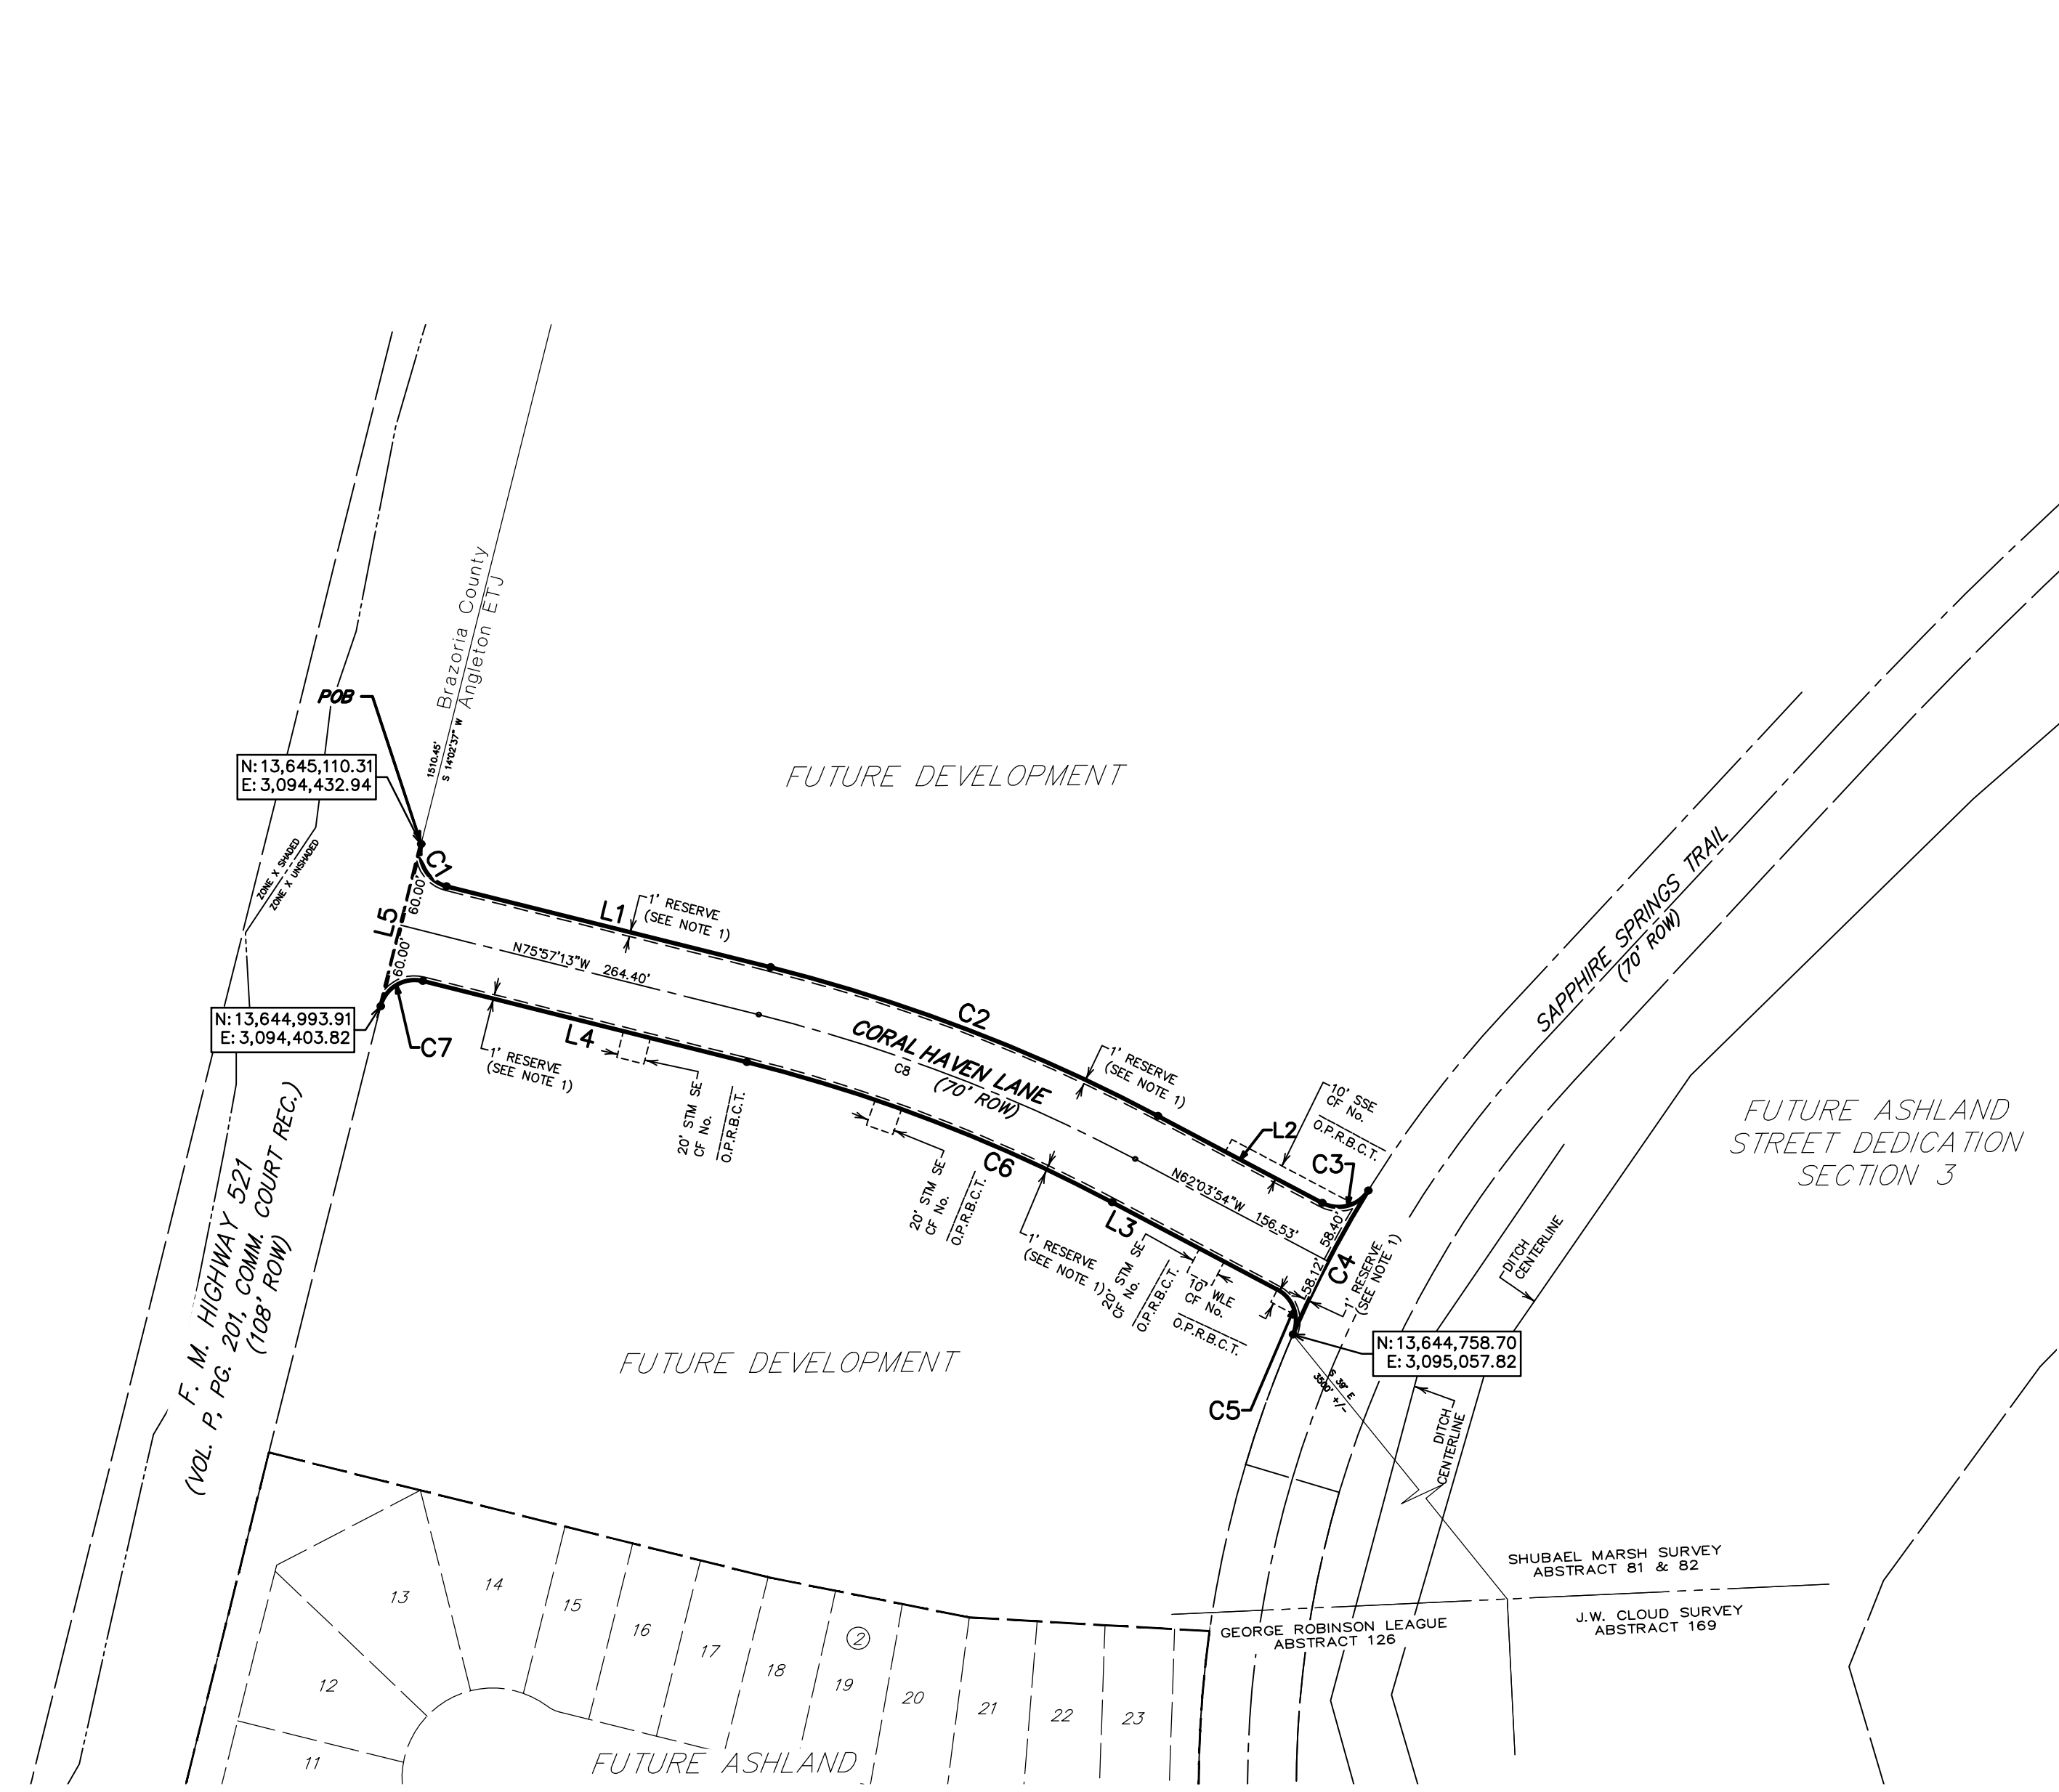 Brazoria County
Angleton ETJ
1510.45'
S 14°02'37" W
POB
N: 13,645,110.31
E: 3,094,432.94
FUTURE DEVELOPMENT
ZONE X SHADED
ZONE X UNSHADED
C1
60.00'
L5
60.00'
L1
1' RESERVE
(SEE NOTE 1)
N75°57'13"W 264.40'
SAPPHIRE SPRINGS TRAIL
(70' ROW)
N: 13,644,993.91
E: 3,094,403.82
C7
L4
1' RESERVE
(SEE NOTE 1)
C2
CORAL HAVEN LANE
(70' ROW)
C8
1' RESERVE
(SEE NOTE 1)
20' STM SE
CF No.
O.P.R.B.C.T.
10' SSE
CF No.
O.P.R.B.C.T.
L2
C3
C6
20' STM SE
CF No.
O.P.R.B.C.T.
N62°03'54"W 156.53'
L3
58.40'
58.12'
C4
1' RESERVE
(SEE NOTE 1)
1' RESERVE
(SEE NOTE 1)
20' STM SE
CF No.
O.P.R.B.C.T.
10' WLE
CF No.
O.P.R.B.C.T.
FUTURE ASHLAND
STREET DEDICATION
SECTION 3
DITCH
CENTERLINE
F. M. HIGHWAY 521
(VOL. P, PG. 201, COMM. COURT REC.)
(108' ROW)
FUTURE DEVELOPMENT
N: 13,644,758.70
E: 3,095,057.82
C5
S 39° E
3500' +/-
DITCH
CENTERLINE
SHUBAEL MARSH SURVEY
ABSTRACT 81 & 82
J.W. CLOUD SURVEY
ABSTRACT 169
GEORGE ROBINSON LEAGUE
ABSTRACT 126
13
14
15
16
17
18
2
19
20
21
22
23
12
11
FUTURE ASHLAND